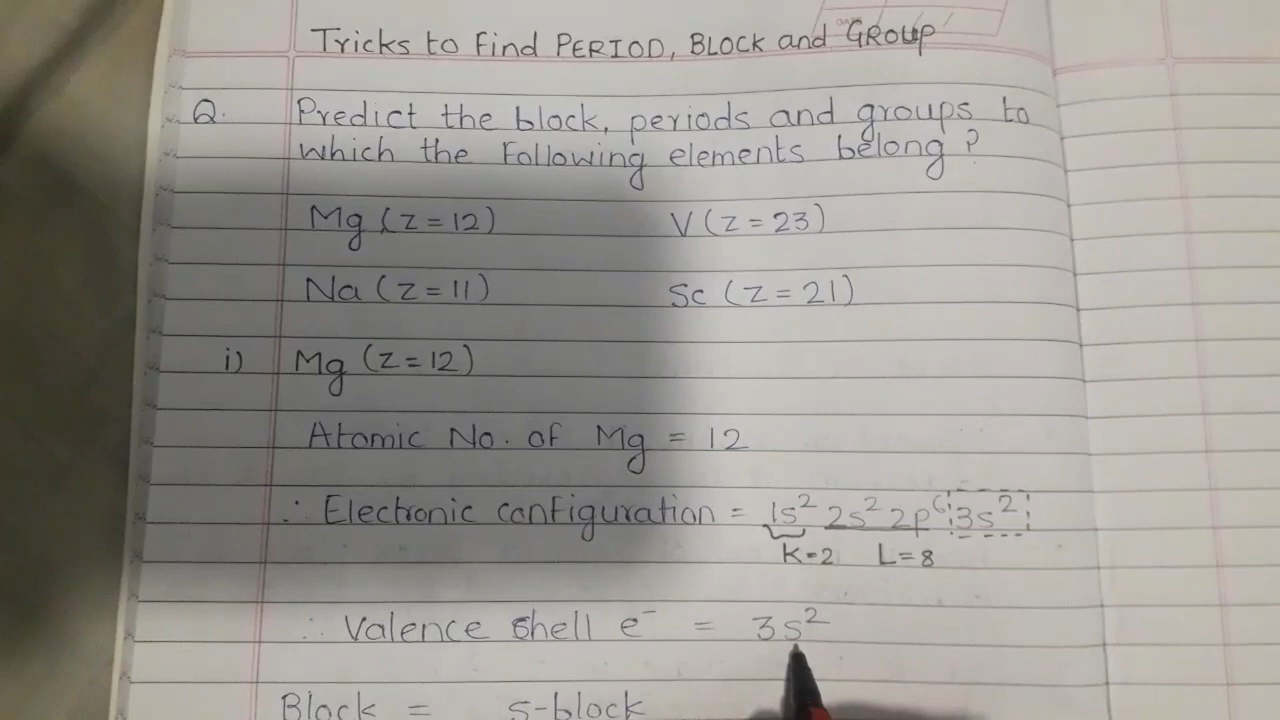 Tricks to Find PERIOD, BLOCK and GROUP
Q. Predict the block, periods and groups to
which the following elements belong?
Mg (Z=12) V (Z=23)
Na (Z=11) Sc (Z=21)
i) Mg (Z=12)
Atomic No. of Mg = 12
∴ Electronic configuration = 1s² 2s² 2p⁶ 3s²
K=2 L=8
∴ Valence shell e⁻ = 3s²
Block = s-block